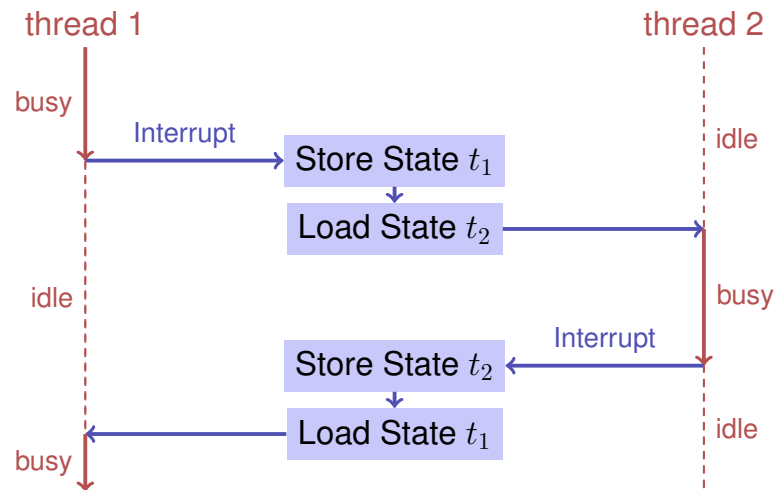 thread 1
thread 2
busy
Interrupt
idle
Store State t₁
Load State t₂
idle
busy
Interrupt
Store State t₂
Load State t₁
idle
busy